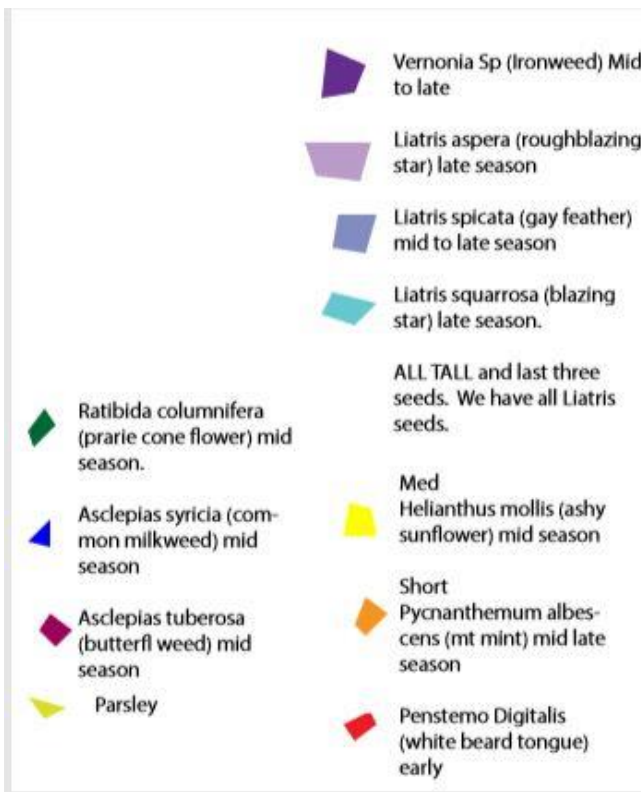 Vernonia Sp (Ironweed) Mid
to late
Liatris aspera (roughblazing
star) late season
Liatris spicata (gay feather)
mid to late season
Liatris squarrosa (blazing
star) late season.
ALL TALL and last three
seeds. We have all Liatris
seeds.
Ratibida columnifera
(prarie cone flower) mid
season.
Asclepias syricia (com-
mon milkweed) mid
season
Asclepias tuberosa
(butterfl weed) mid
season
Parsley
Med
Helianthus mollis (ashy
sunflower) mid season
Short
Pycnanthemum albes-
cens (mt mint) mid late
season
Penstemo Digitalis
(white beard tongue)
early